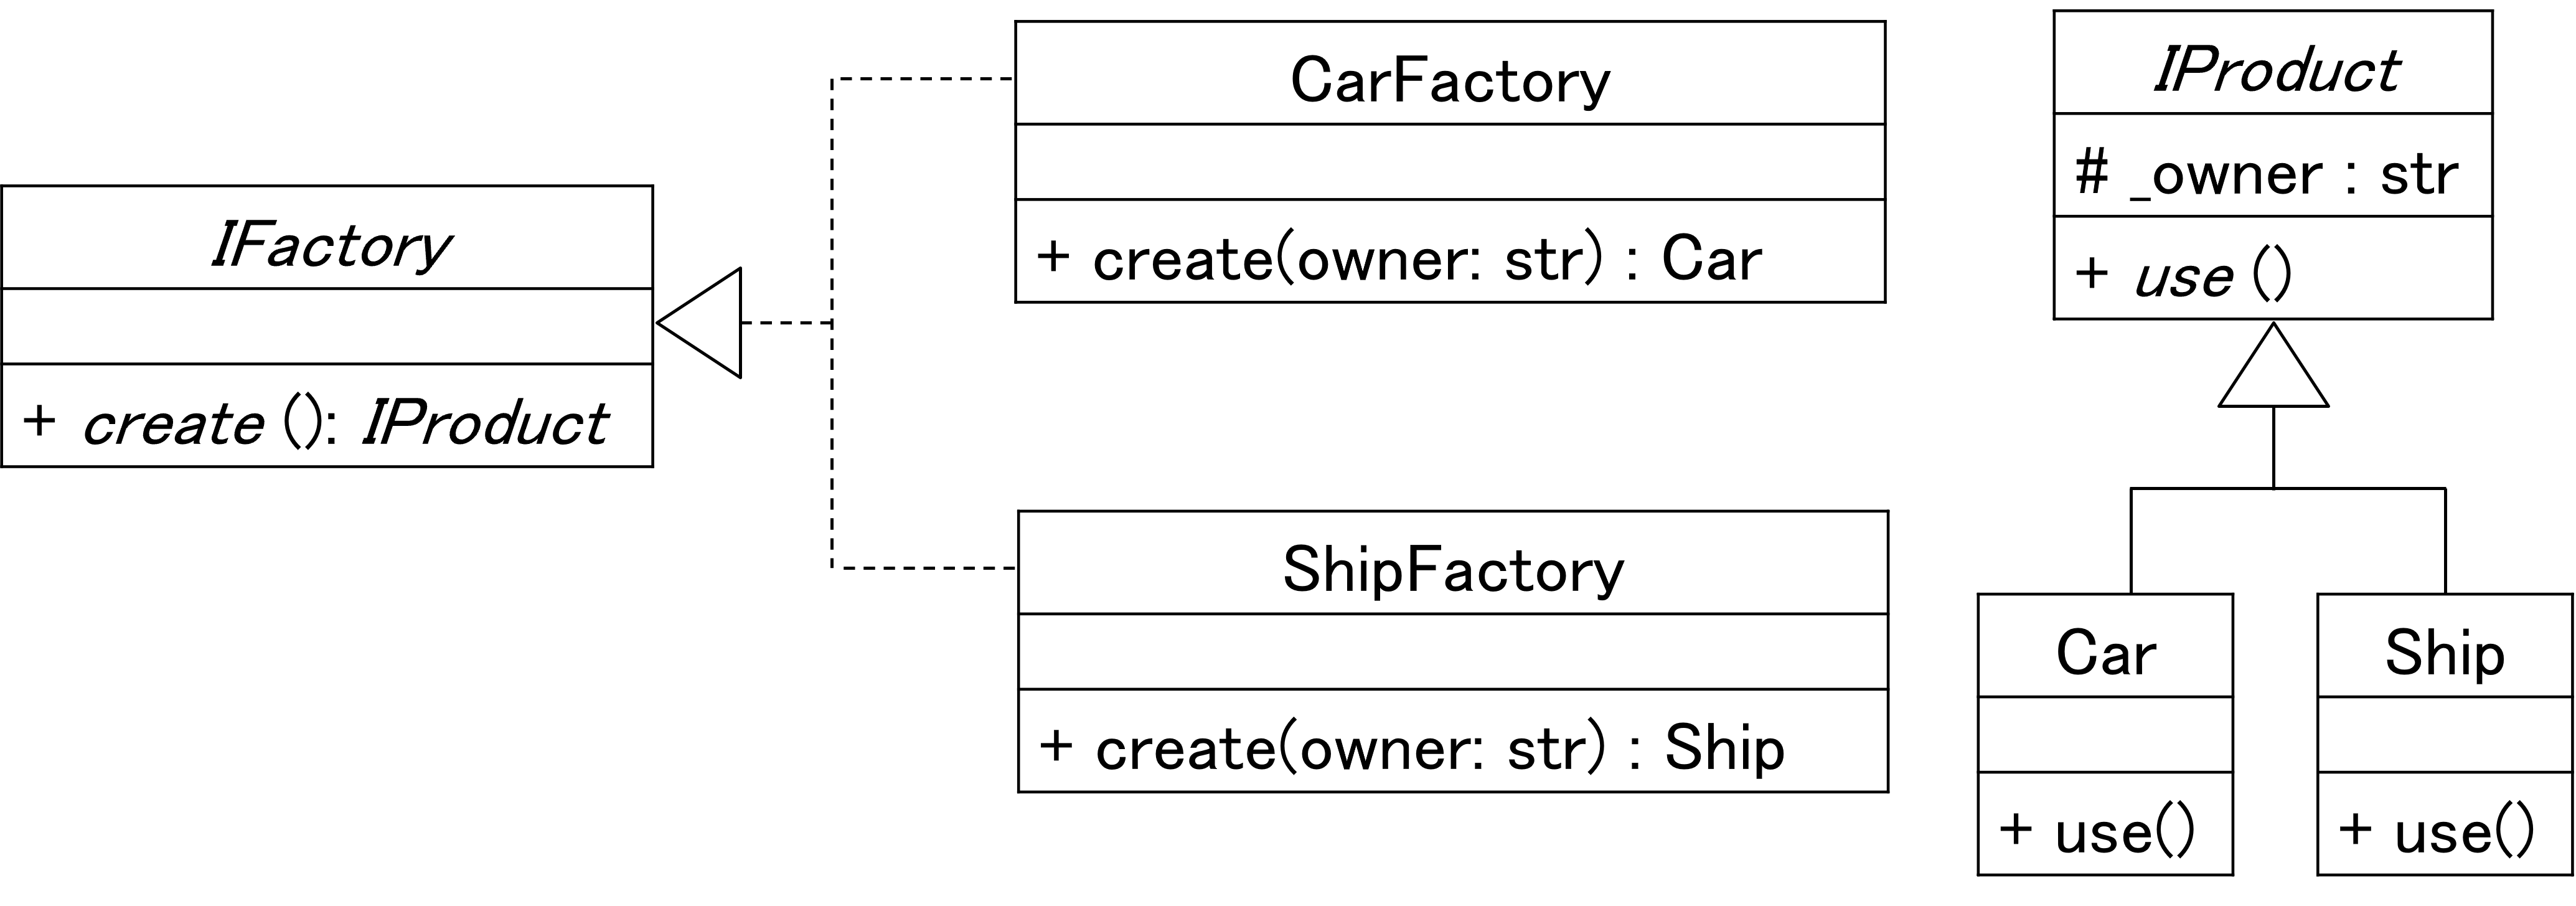 IFactory
+ create (): IProduct
CarFactory
+ create(owner: str) : Car
ShipFactory
+ create(owner: str) : Ship
IProduct
# _owner : str
+ use ()
Car
+ use()
Ship
+ use()